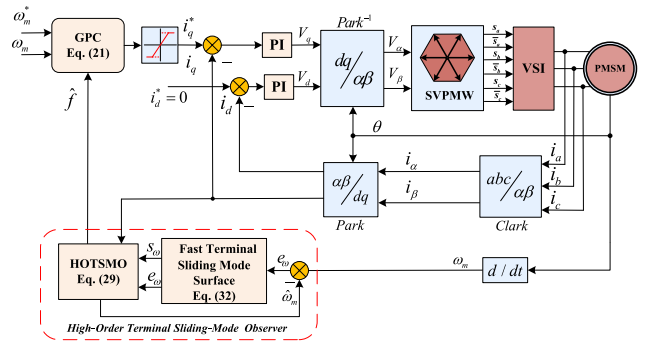 ω*m
ωm
GPC
Eq. (21)
i*q
iq
f̂
i*d = 0
id
PI
PI
Vq
Vd
Park⁻¹
dq/αβ
Vα
Vβ
SVPMW
sa
s̄a
sb
s̄b
sc
s̄c
VSI
PMSM
θ
αβ/dq
Park
iα
iβ
abc/αβ
Clark
ia
ib
ic
HOTSMO
Eq. (29)
sω
eω
Fast Terminal
Sliding Mode
Surface
Eq. (32)
eω
ω̂m
ωm
d / dt
High-Order Terminal Sliding-Mode Observer